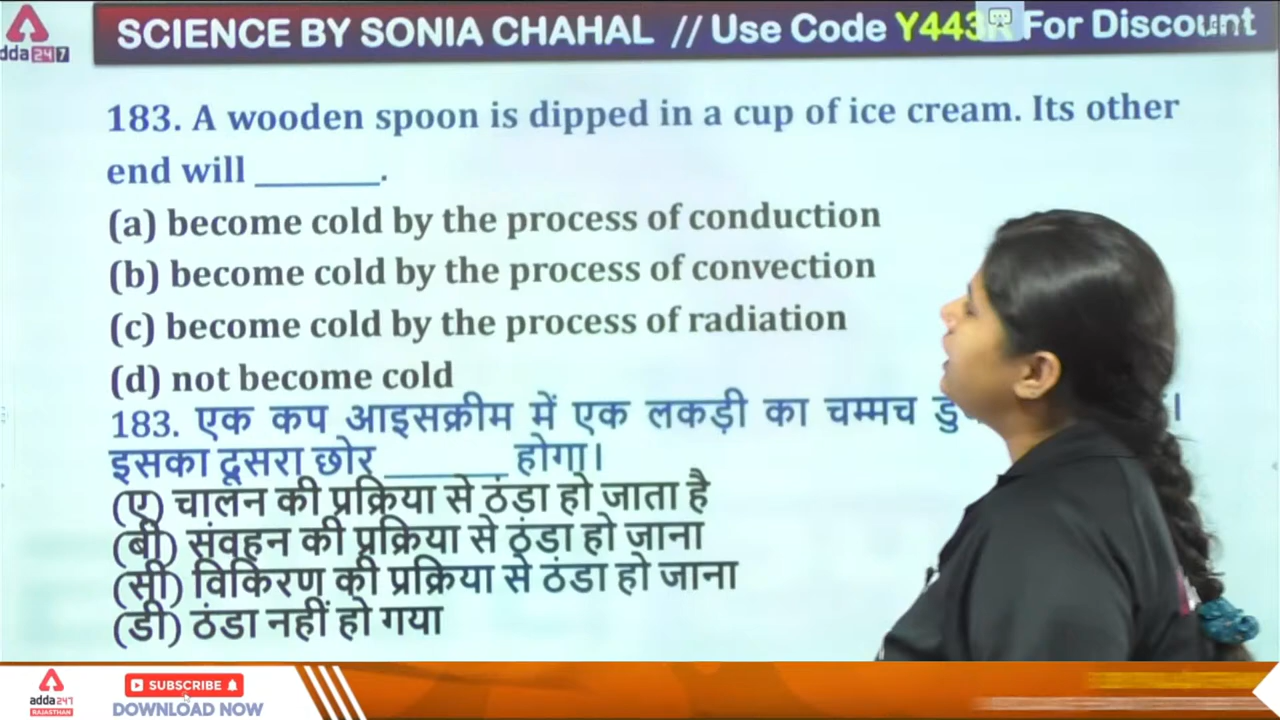 SCIENCE BY SONIA CHAHAL // Use Code Y443 For Discount
247
183. A wooden spoon is dipped in a cup of ice cream. Its other
end will ________.
(a) become cold by the process of conduction
(b) become cold by the process of convection
(c) become cold by the process of radiation
(d) not become cold
183. एक कप आइसक्रीम में एक लकड़ी का चम्मच
इसका दूसरा छोर ________ होगा।
(ए) चालन की प्रक्रिया से ठंडा हो जाता है
(बी) संवहन की प्रक्रिया से ठंडा हो जाना
(सी) विकिरण की प्रक्रिया से ठंडा हो जाना
(डी) ठंडा नहीं हो गया
SUBSCRIBE
adda247
RAJASTHAN
DOWNLOAD NOW